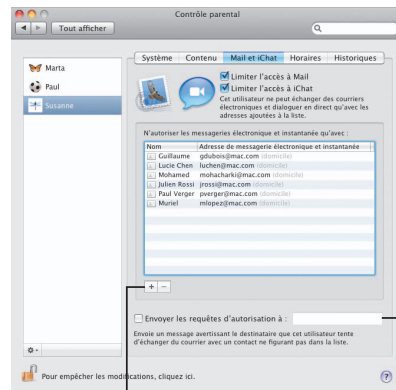 Contrôle parental
Tout afficher
Système Contenu Mail et iChat Horaires Historiques
Marta
Paul
Susanne
Limiter l'accès à Mail
Limiter l'accès à iChat
Cet utilisateur ne peut échanger des courriers
électroniques et dialoguer en direct qu'avec les
adresses ajoutées à la liste.
N'autoriser les messageries électronique et instantanée qu'avec :
Nom Adresse de messagerie électronique et instantanée
Guillaume gdubois@mac.com (domicile)
Lucie Chen luchen@mac.com (domicile)
Mohamed mohacharki@mac.com (domicile)
Julien Rossi jrossi@mac.com (domicile)
Paul Verger pverger@mac.com (domicile)
Muriel mlopez@mac.com (domicile)
+ −
Envoyer les requêtes d'autorisation à :
Envoie un message avertissant le destinataire que cet utilisateur tente
d'échanger du courrier avec un contact ne figurant pas dans la liste.
Pour empêcher les modifications, cliquez ici.
?